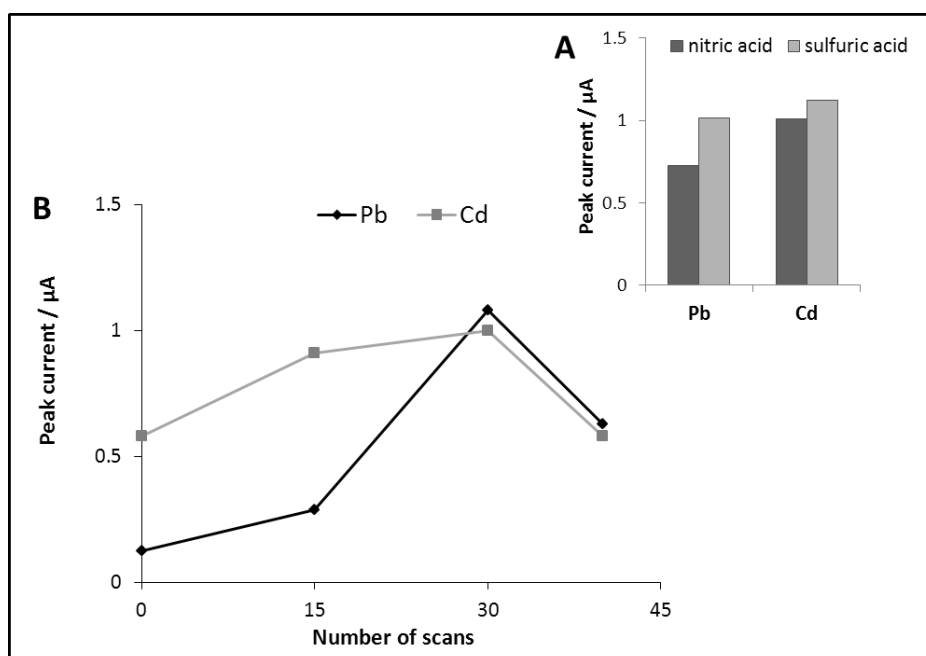 A
1.5
nitric acid
sulfuric acid
1
0.5
0
Peak current / µA
Pb
Cd
B
1.5
Pb
Cd
1
0.5
0
Peak current / µA
0
15
30
45
Number of scans